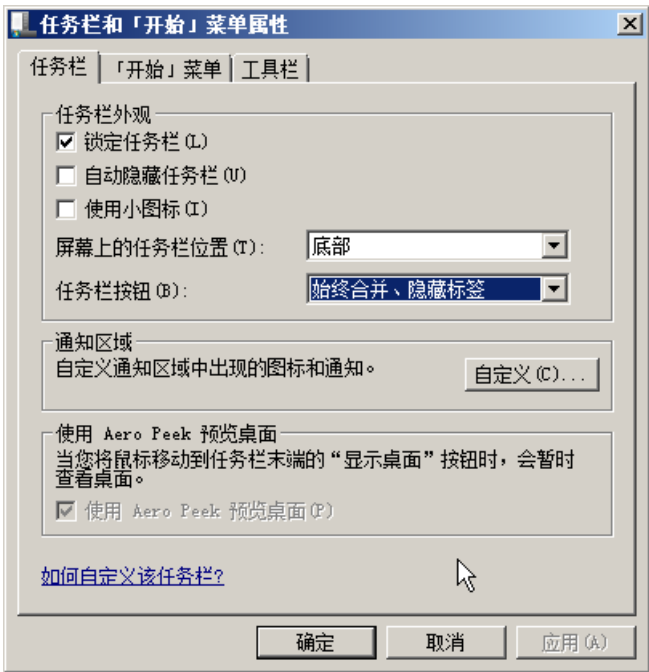 任务栏和「开始」菜单属性
任务栏 「开始」菜单 工具栏
任务栏外观
锁定任务栏(L)
自动隐藏任务栏(U)
使用小图标(I)
屏幕上的任务栏位置(T): 底部
任务栏按钮(B): 始终合并、隐藏标签
通知区域
自定义通知区域中出现的图标和通知。 自定义(C)...
使用 Aero Peek 预览桌面
当您将鼠标移动到任务栏末端的“显示桌面”按钮时，会暂时
查看桌面。
使用 Aero Peek 预览桌面(P)
如何自定义该任务栏?
确定 取消 应用(A)